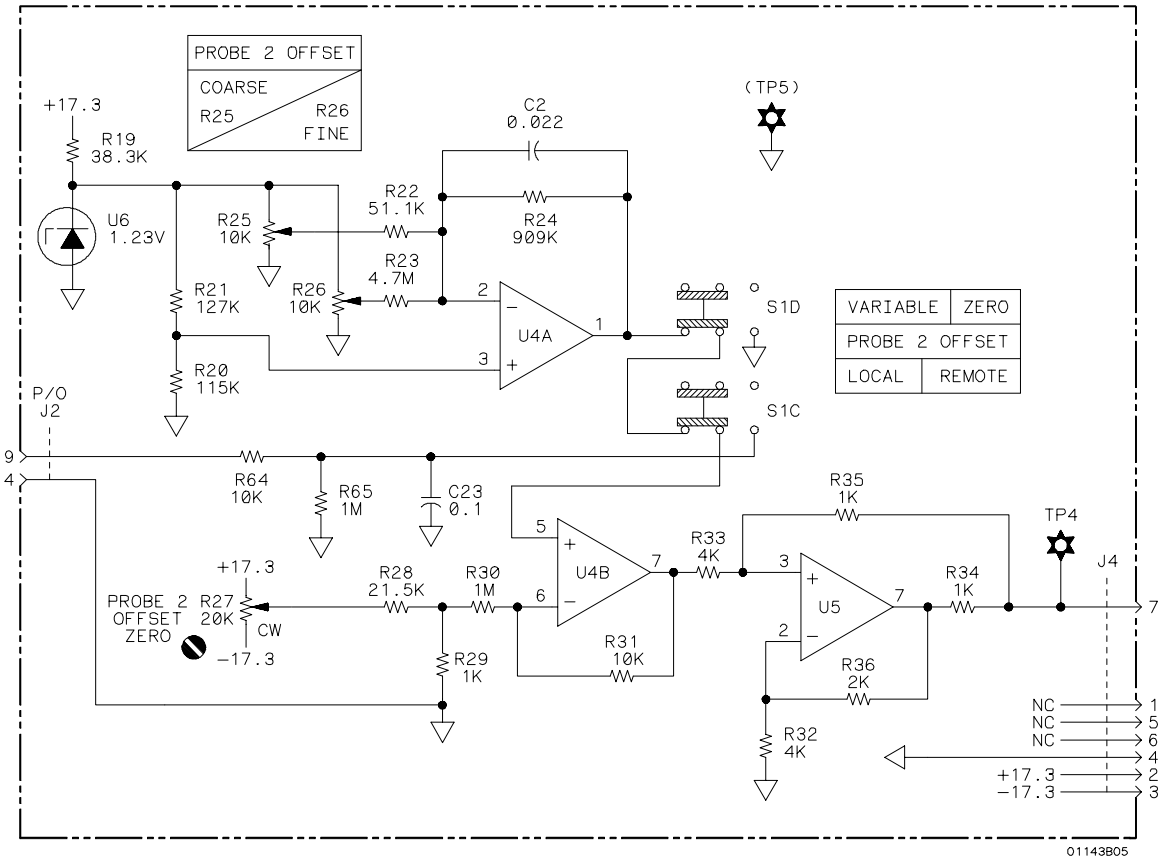 PROBE 2 OFFSET
COARSE
R25
R26
FINE
+17.3
R19
38.3K
U6
1.23V
R25
10K
R22
51.1K
C2
0.022
R24
909K
(TP5)
R21
127K
R26
10K
R23
4.7M
2
−
U4A
1
3
+
R20
115K
S1D
S1C
VARIABLE
ZERO
PROBE 2 OFFSET
LOCAL
REMOTE
P/O
J2
9
4
R64
10K
R65
1M
C23
0.1
+17.3
PROBE 2
OFFSET
ZERO
R27
20K
CW
−17.3
R28
21.5K
R30
1M
R29
1K
5
+
U4B
7
6
−
R31
10K
R33
4K
R35
1K
3
+
U5
7
2
−
R34
1K
R36
2K
R32
4K
TP4
J4
7
NC
1
NC
5
NC
6
4
+17.3
2
−17.3
3
01143B05